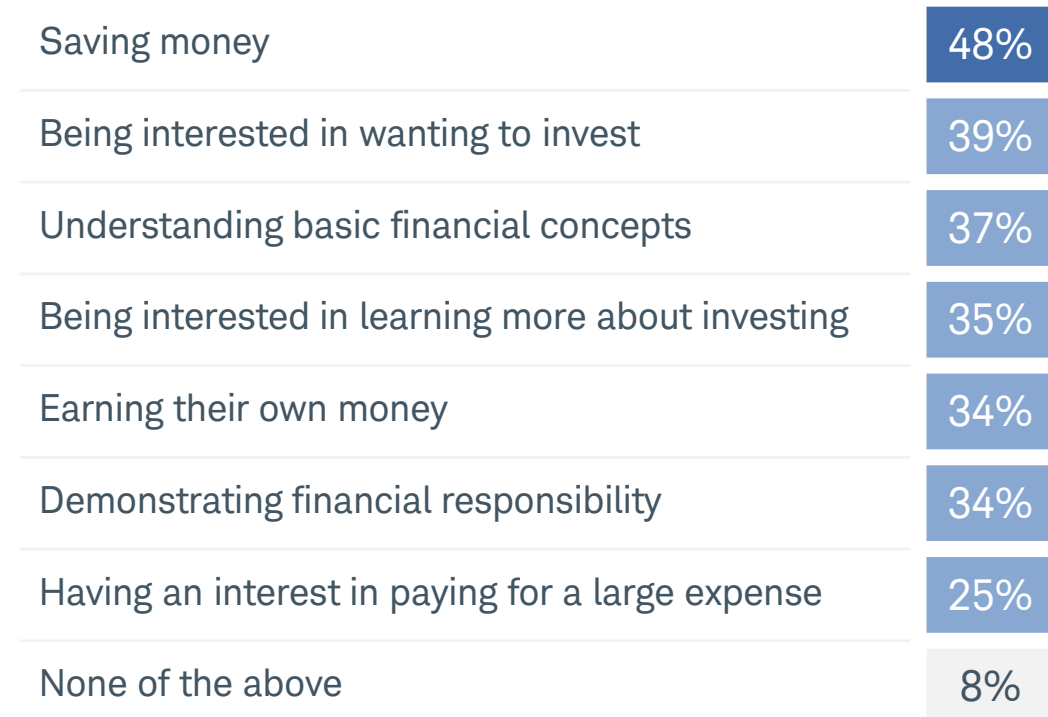 Saving money 48%
Being interested in wanting to invest 39%
Understanding basic financial concepts 37%
Being interested in learning more about investing 35%
Earning their own money 34%
Demonstrating financial responsibility 34%
Having an interest in paying for a large expense 25%
None of the above 8%